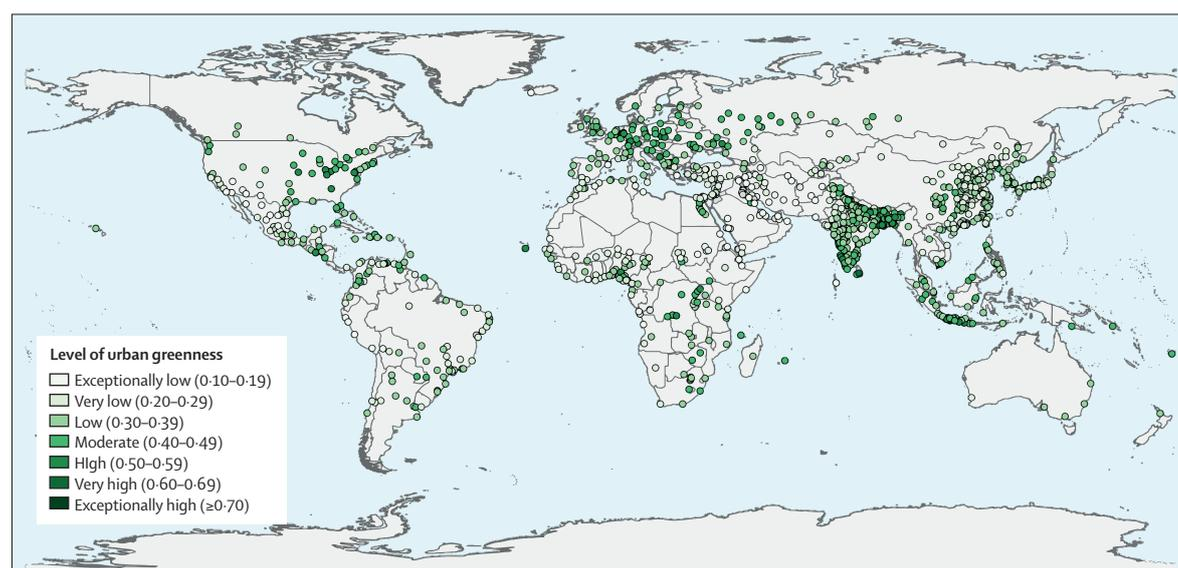 Level of urban greenness
Exceptionally low (0·10–0·19)
Very low (0·20–0·29)
Low (0·30–0·39)
Moderate (0·40–0·49)
HIgh (0·50–0·59)
Very high (0·60–0·69)
Exceptionally high (≥0·70)